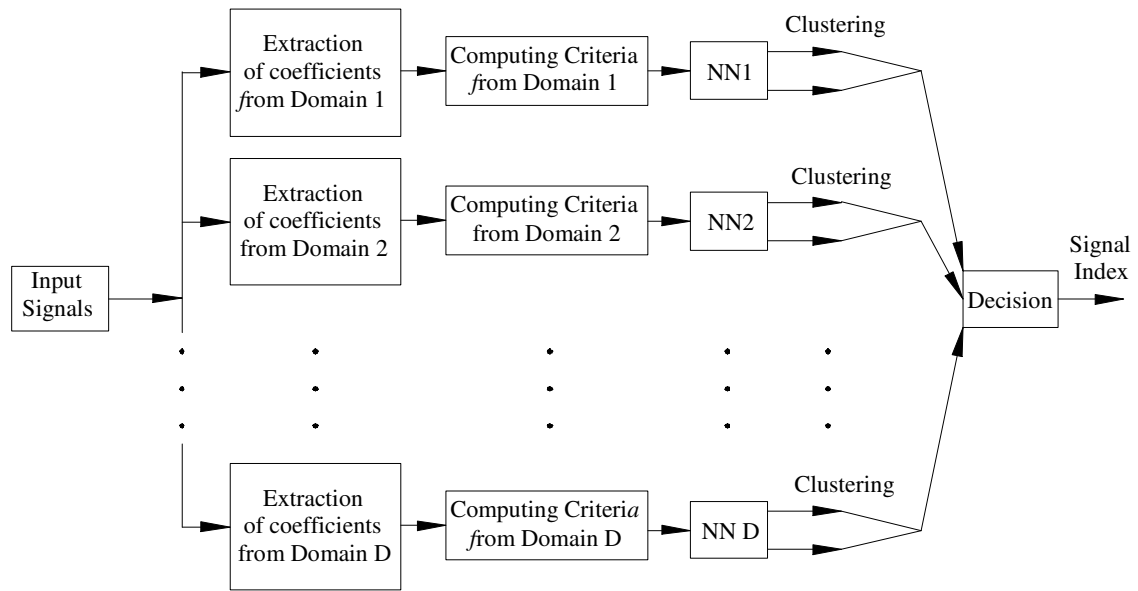 Clustering
Extraction
of coefficients
from Domain 1
Computing Criteria
from Domain 1
NN1
Clustering
Extraction
of coefficients
from Domain 2
Computing Criteria
from Domain 2
NN2
Input
Signals
Decision
Signal
Index
Clustering
Extraction
of coefficients
from Domain D
Computing Criteria
from Domain D
NN D